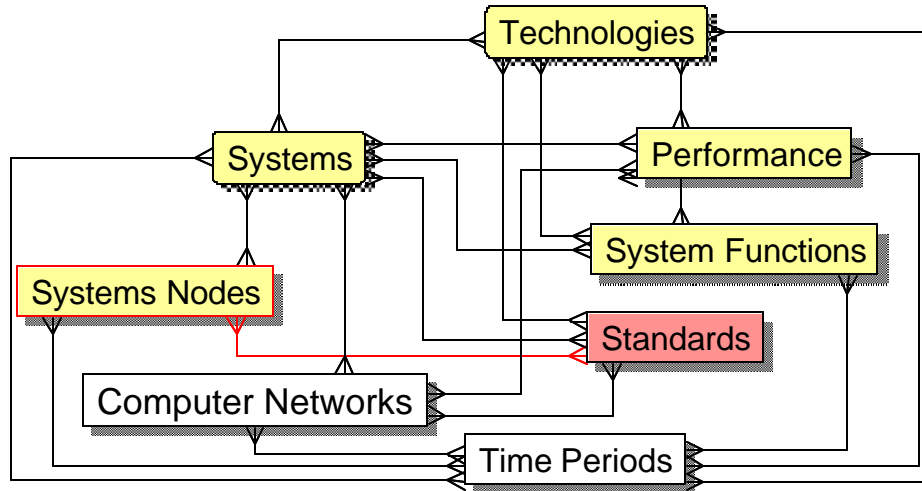 Technologies
Systems
Performance
System Functions
Systems Nodes
Standards
Computer Networks
Time Periods